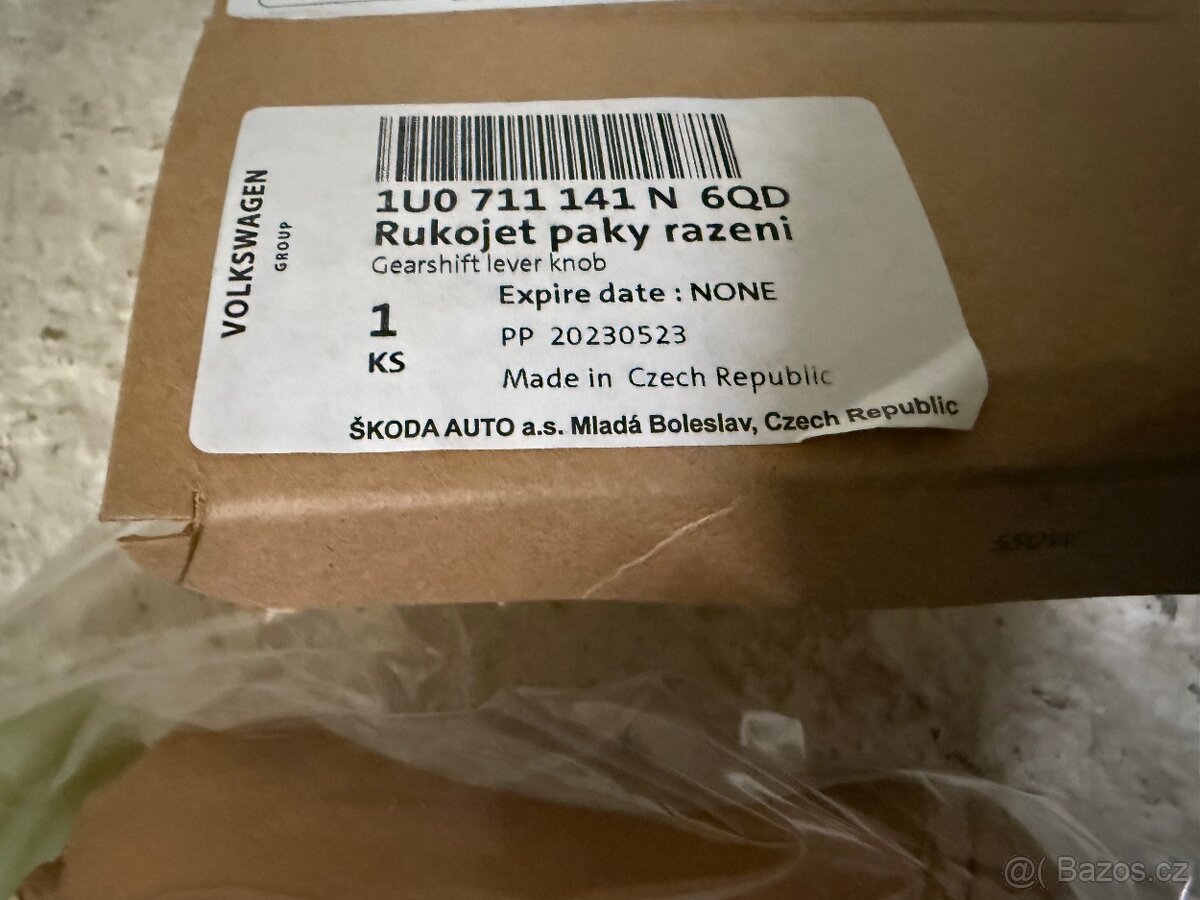 VOLKSWAGEN
GROUP
1U0 711 141 N 6QD
Rukojet paky razeni
Gearshift lever knob
Expire date : NONE
1
KS
PP 20230523
Made in Czech Republic
ŠKODA AUTO a.s. Mladá Boleslav, Czech Republic
@( Bazos.cz